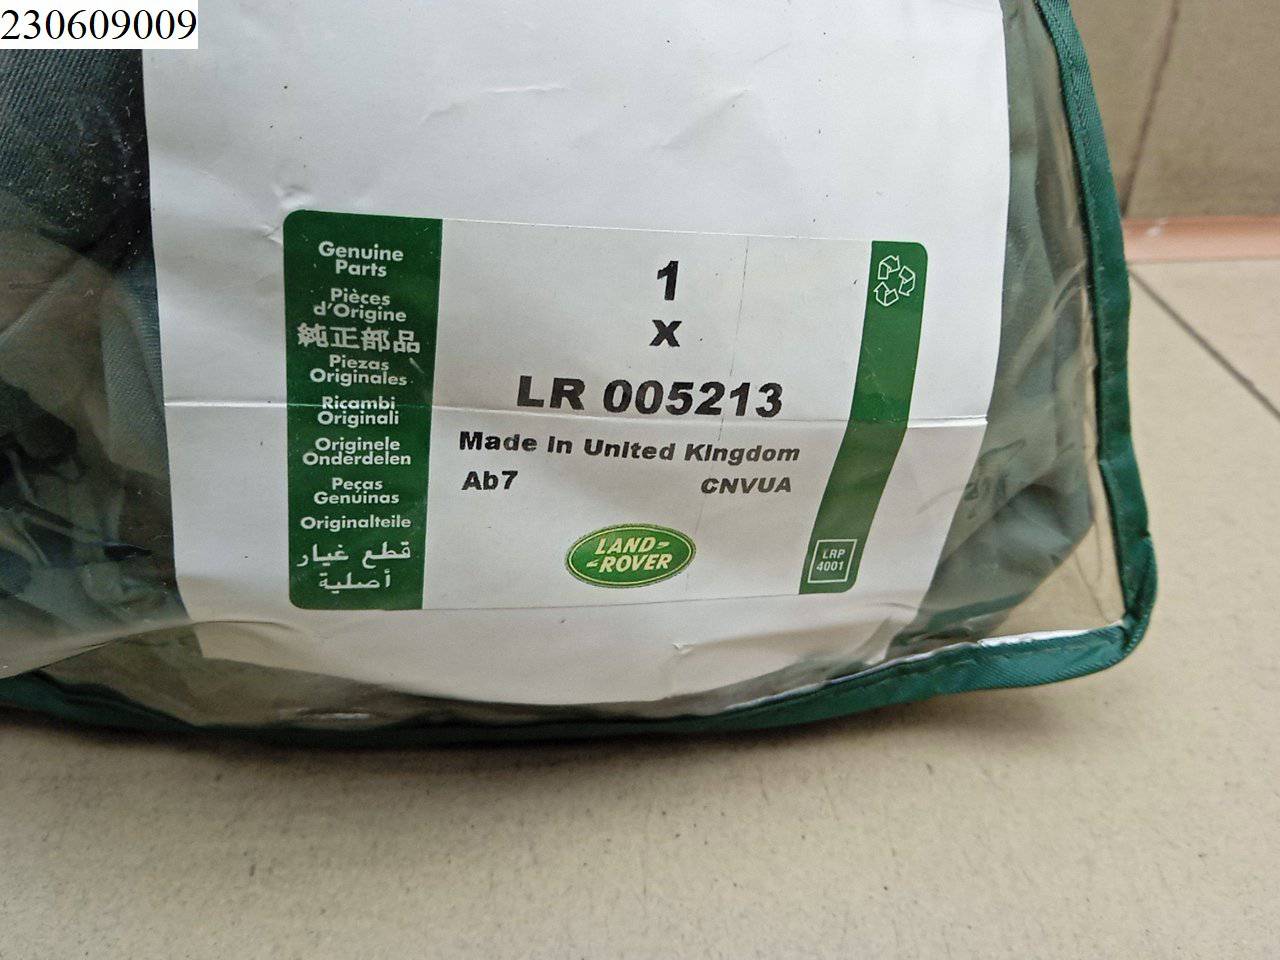 230609009
Genuine
Parts
Pièces
d'Origine
純正部品
Piezas
Originales
Ricambi
Originali
Originele
Onderdelen
Peças
Genuinas
Originalteile
قطع غيار
أصلية
1
x
LR 005213
Made in United Kingdom
Ab7 CNVUA
LAND-
-ROVER
LRP
4001